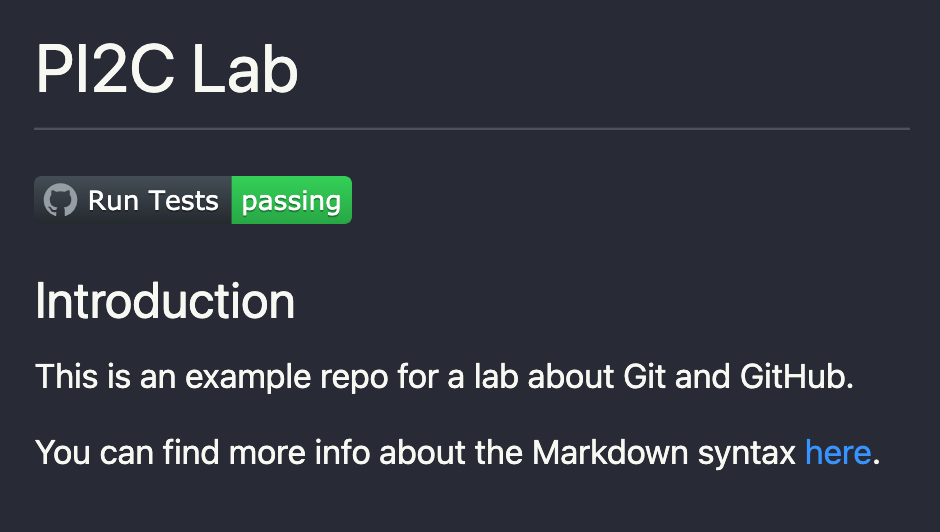 PI2C Lab
Run Tests passing
Introduction
This is an example repo for a lab about Git and GitHub.
You can find more info about the Markdown syntax here.